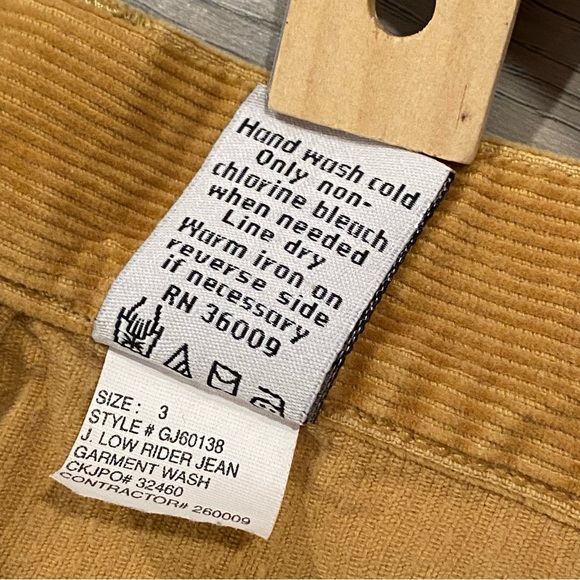 Hand wash cold
Only non-
chlorine bleach
when needed
Line dry
Warm iron on
reverse side
if necessary
RN 36009
SIZE: 3
STYLE # GJ60138
J. LOW RIDER JEAN
GARMENT WASH
CKJPO# 32460
CONTRACTOR# 260009